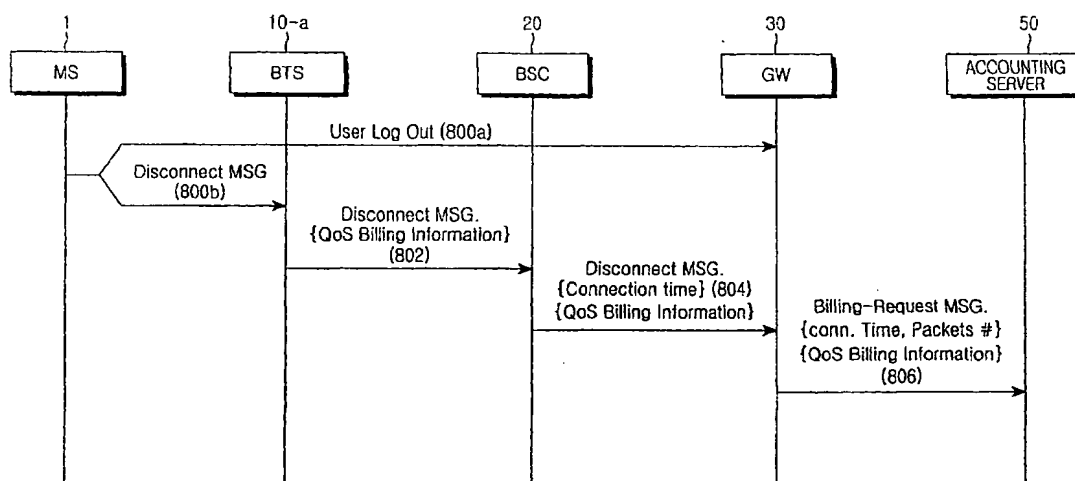 1
10-a
20
30
50
MS
BTS
BSC
GW
ACCOUNTING
SERVER
User Log Out (800a)
Disconnect MSG
(800b)
Disconnect MSG.
{QoS Billing Information}
(802)
Disconnect MSG.
{Connection time} (804)
{QoS Billing Information}
Billing-Request MSG.
{conn. Time, Packets #}
{QoS Billing Information}
(806)